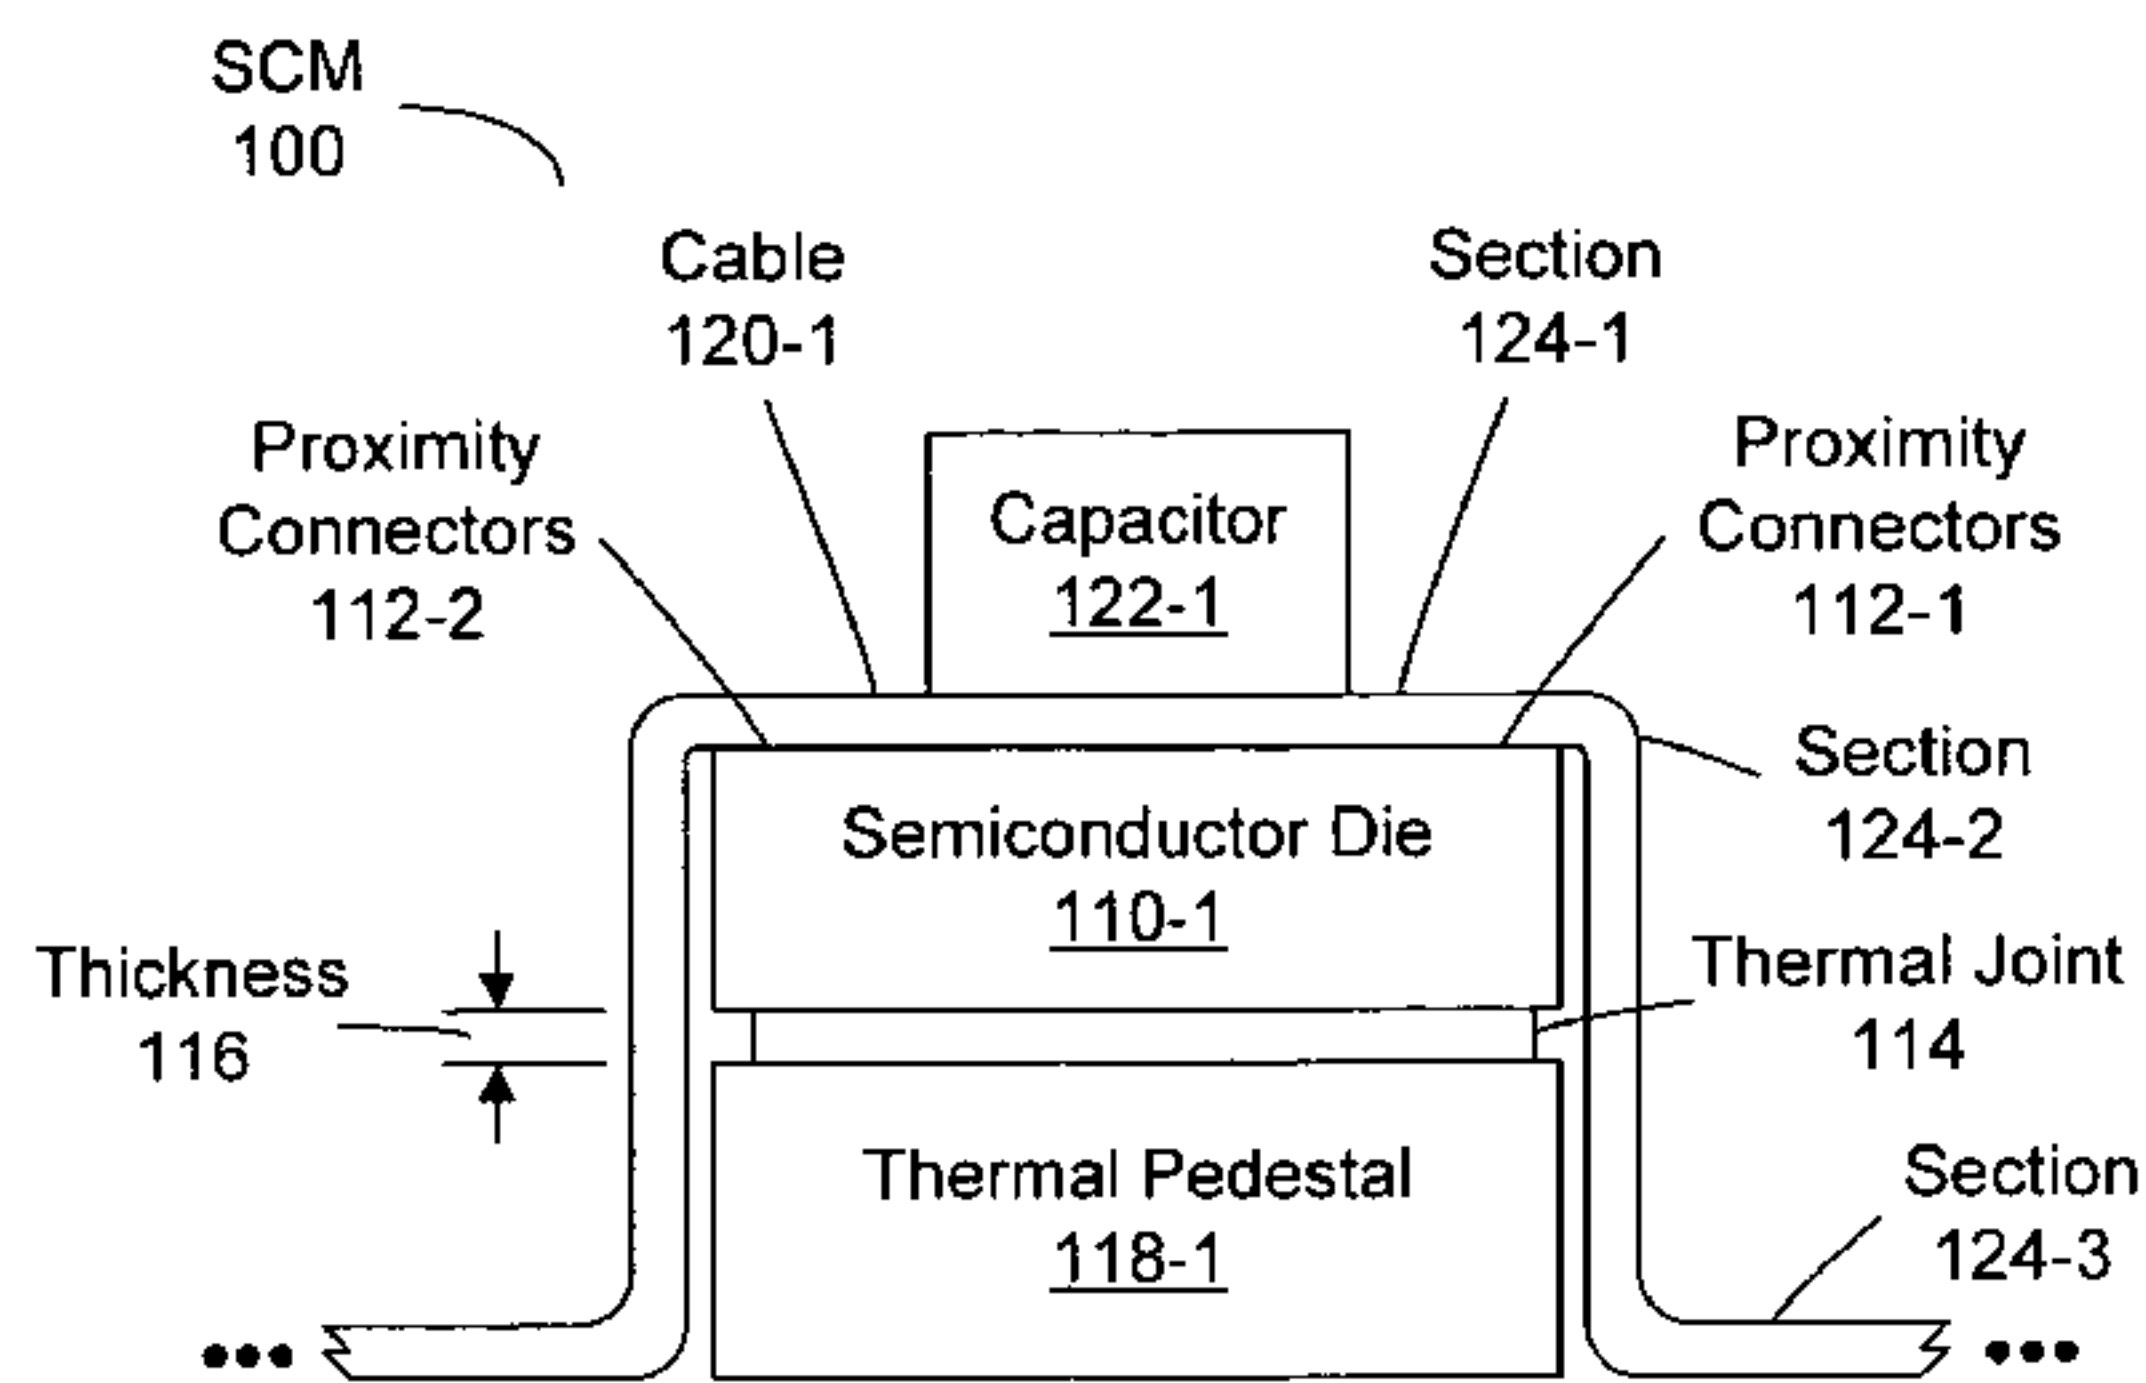 SCM
100
Cable
120-1
Section
124-1
Proximity
Connectors
112-2
Capacitor
122-1
Proximity
Connectors
112-1
Section
124-2
Semiconductor Die
110-1
Thickness
116
Thermal Joint
114
Thermal Pedestal
118-1
Section
124-3